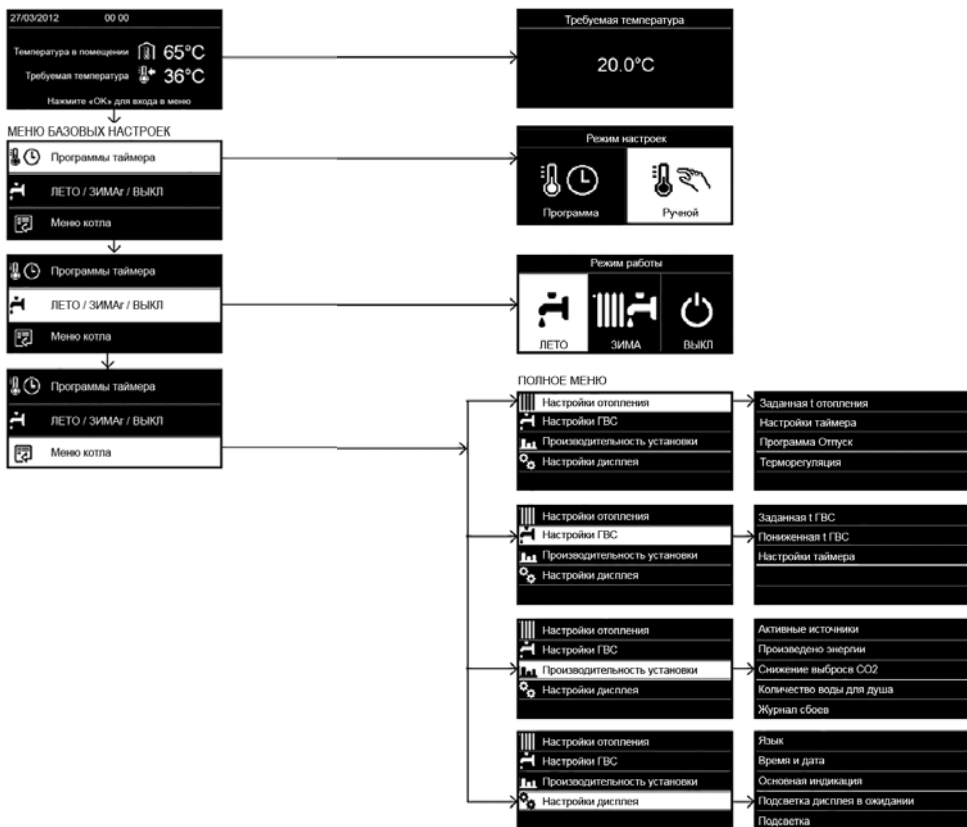 27/03/2012 00 00
Температура в помещении 65°C
Требуемая температура 36°C
Нажмите «ОК» для входа в меню
Требуемая температура
20.0°C
МЕНЮ БАЗОВЫХ НАСТРОЕК
Программы таймера
ЛЕТО / ЗИМАг / ВЫКЛ
Меню котла
Режим настроек
Программа Ручной
Программы таймера
ЛЕТО / ЗИМАг / ВЫКЛ
Меню котла
Режим работы
ЛЕТО ЗИМА ВЫКЛ
Программы таймера
ЛЕТО / ЗИМАг / ВЫКЛ
Меню котла
ПОЛНОЕ МЕНЮ
Настройки отопления
Настройки ГВС
Производительность установки
Настройки дисплея
Заданная t отопления
Настройки таймера
Программа Отпуск
Терморегуляция
Настройки отопления
Настройки ГВС
Производительность установки
Настройки дисплея
Заданная t ГВС
Пониженная t ГВС
Настройки таймера
Настройки отопления
Настройки ГВС
Производительность установки
Настройки дисплея
Активные источники
Произведено энергии
Снижение выбросв CO2
Количество воды для душа
Журнал сбоев
Настройки отопления
Настройки ГВС
Производительность установки
Настройки дисплея
Язык
Время и дата
Основная индикация
Подсветка дисплея в ожидании
Подсветка